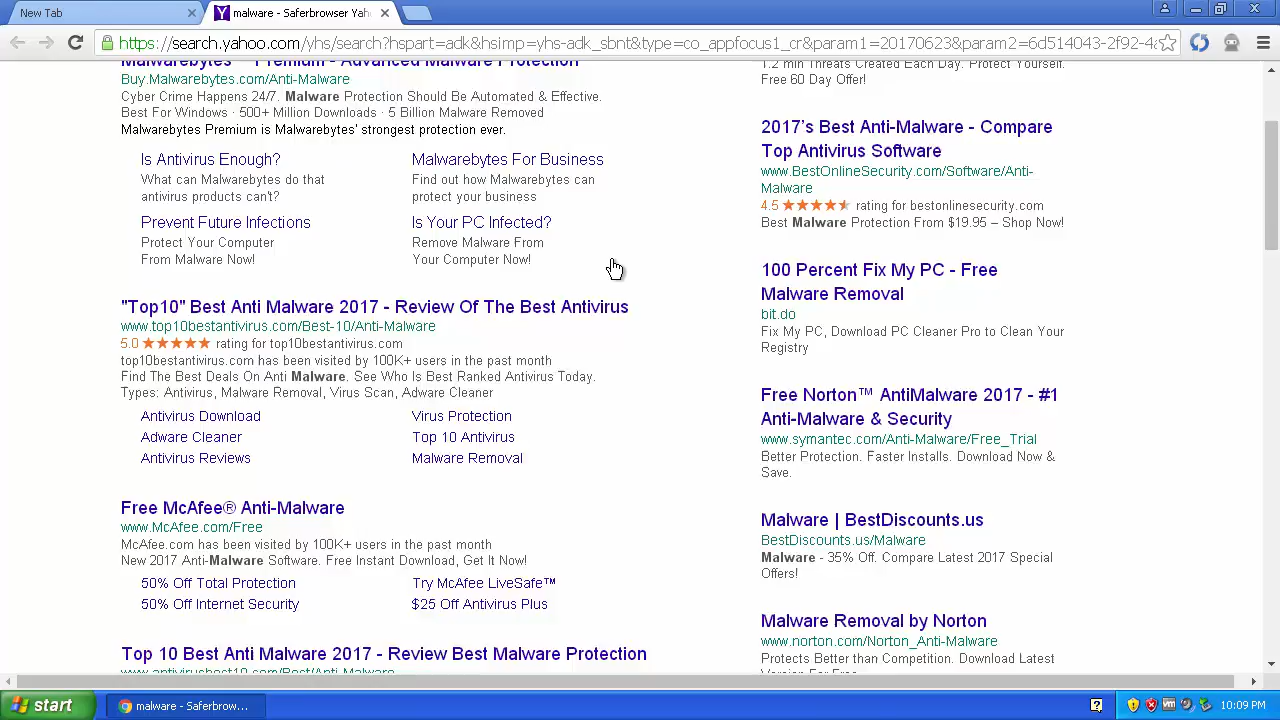 New Tab
malware - Saferbrowser Yah
https://search.yahoo.com/yhs/search?hspart=adk&hsimp=yhs-adk_sbnt&type=co_appfocus1_cr&param1=20170623&param2=6d514043-2f92-4
Malwarebytes - Premium - Advanced Malware Protection
Buy.Malwarebytes.com/Anti-Malware
Cyber Crime Happens 24/7. Malware Protection Should Be Automated & Effective.
Best For Windows · 500+ Million Downloads · 5 Billion Malware Removed
Malwarebytes Premium is Malwarebytes' strongest protection ever.
Is Antivirus Enough?
What can Malwarebytes do that
antivirus products can't?
Malwarebytes For Business
Find out how Malwarebytes can
protect your business
Prevent Future Infections
Protect Your Computer
From Malware Now!
Is Your PC Infected?
Remove Malware From
Your Computer Now!
"Top10" Best Anti Malware 2017 - Review Of The Best Antivirus
www.top10bestantivirus.com/Best-10/Anti-Malware
5.0 ★★★★★ rating for top10bestantivirus.com
top10bestantivirus.com has been visited by 100K+ users in the past month
Find The Best Deals On Anti Malware. See Who Is Best Ranked Antivirus Today.
Types: Antivirus, Malware Removal, Virus Scan, Adware Cleaner
Antivirus Download
Virus Protection
Adware Cleaner
Top 10 Antivirus
Antivirus Reviews
Malware Removal
Free McAfee® Anti-Malware
www.McAfee.com/Free
McAfee.com has been visited by 100K+ users in the past month
New 2017 Anti-Malware Software. Free Instant Download, Get It Now!
50% Off Total Protection
Try McAfee LiveSafe™
50% Off Internet Security
$25 Off Antivirus Plus
Top 10 Best Anti Malware 2017 - Review Best Malware Protection
www.antivirusbest10.com/Best/Anti-Malware
1.2 mln Threats Created Each Day. Protect Yourself.
Free 60 Day Offer!
2017's Best Anti-Malware - Compare
Top Antivirus Software
www.BestOnlineSecurity.com/Software/Anti-
Malware
4.5 rating for bestonlinesecurity.com
Best Malware Protection From $19.95 – Shop Now!
100 Percent Fix My PC - Free
Malware Removal
bit.do
Fix My PC, Download PC Cleaner Pro to Clean Your
Registry
Free Norton™ AntiMalware 2017 - #1
Anti-Malware & Security
www.symantec.com/Anti-Malware/Free_Trial
Better Protection. Faster Installs. Download Now &
Save.
Malware | BestDiscounts.us
BestDiscounts.us/Malware
Malware - 35% Off. Compare Latest 2017 Special
Offers!
Malware Removal by Norton
www.norton.com/Norton_Anti-Malware
Protects Better than Competition. Download Latest
Version For Free
start
malware - Saferbrow...
10:09 PM